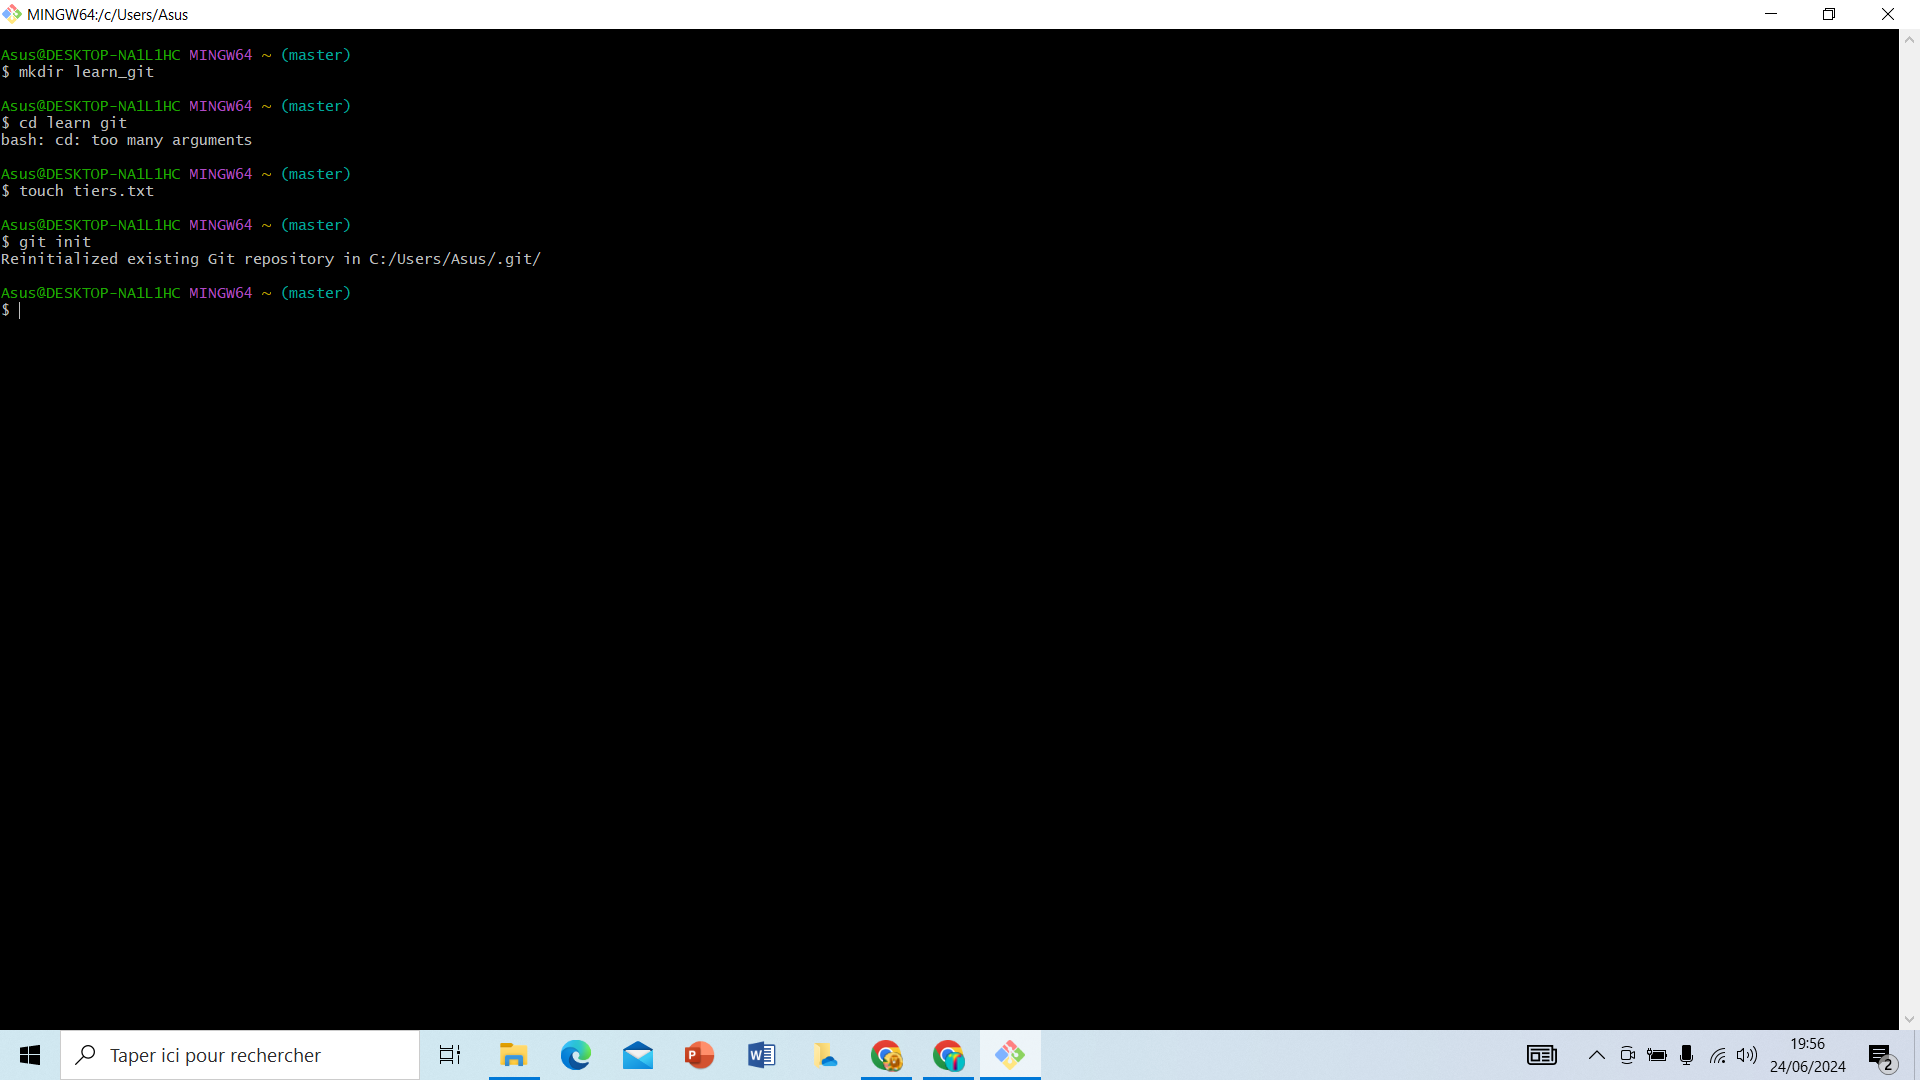 MINGW64:/c/Users/Asus
Asus@DESKTOP-NA1L1HC MINGW64 ~ (master)
$ mkdir learn_git
Asus@DESKTOP-NA1L1HC MINGW64 ~ (master)
$ cd learn git
bash: cd: too many arguments
Asus@DESKTOP-NA1L1HC MINGW64 ~ (master)
$ touch tiers.txt
Asus@DESKTOP-NA1L1HC MINGW64 ~ (master)
$ git init
Reinitialized existing Git repository in C:/Users/Asus/.git/
Asus@DESKTOP-NA1L1HC MINGW64 ~ (master)
$
Taper ici pour rechercher
19:56
24/06/2024
2